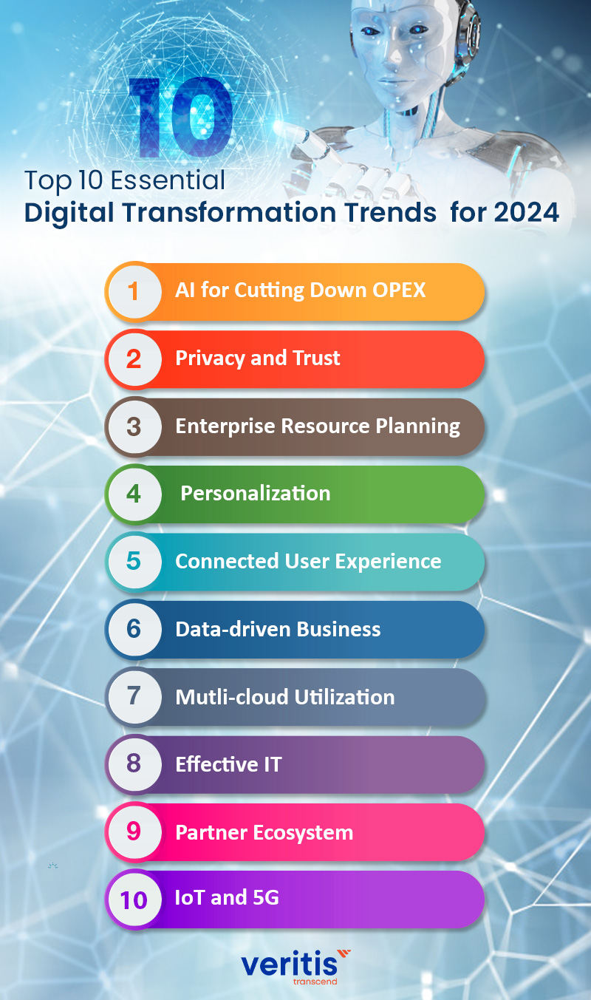 10
Top 10 Essential
Digital Transformation Trends for 2024
1 AI for Cutting Down OPEX
2 Privacy and Trust
3 Enterprise Resource Planning
4 Personalization
5 Connected User Experience
6 Data-driven Business
7 Mutli-cloud Utilization
8 Effective IT
9 Partner Ecosystem
10 IoT and 5G
veritis
transcend